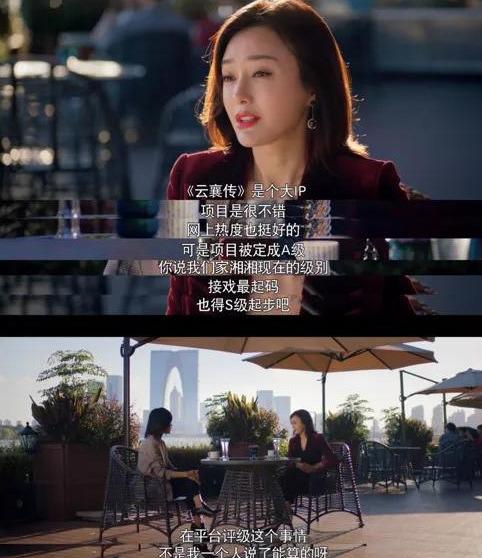 《云襄传》是个大IP
项目是很不错
网上热度也挺好的
可是项目被定成A级
你说我们家湘湘现在的级别
接戏最起码
也得S级起步吧
在平台评级这个事情
不是我一个人说了能算的呀